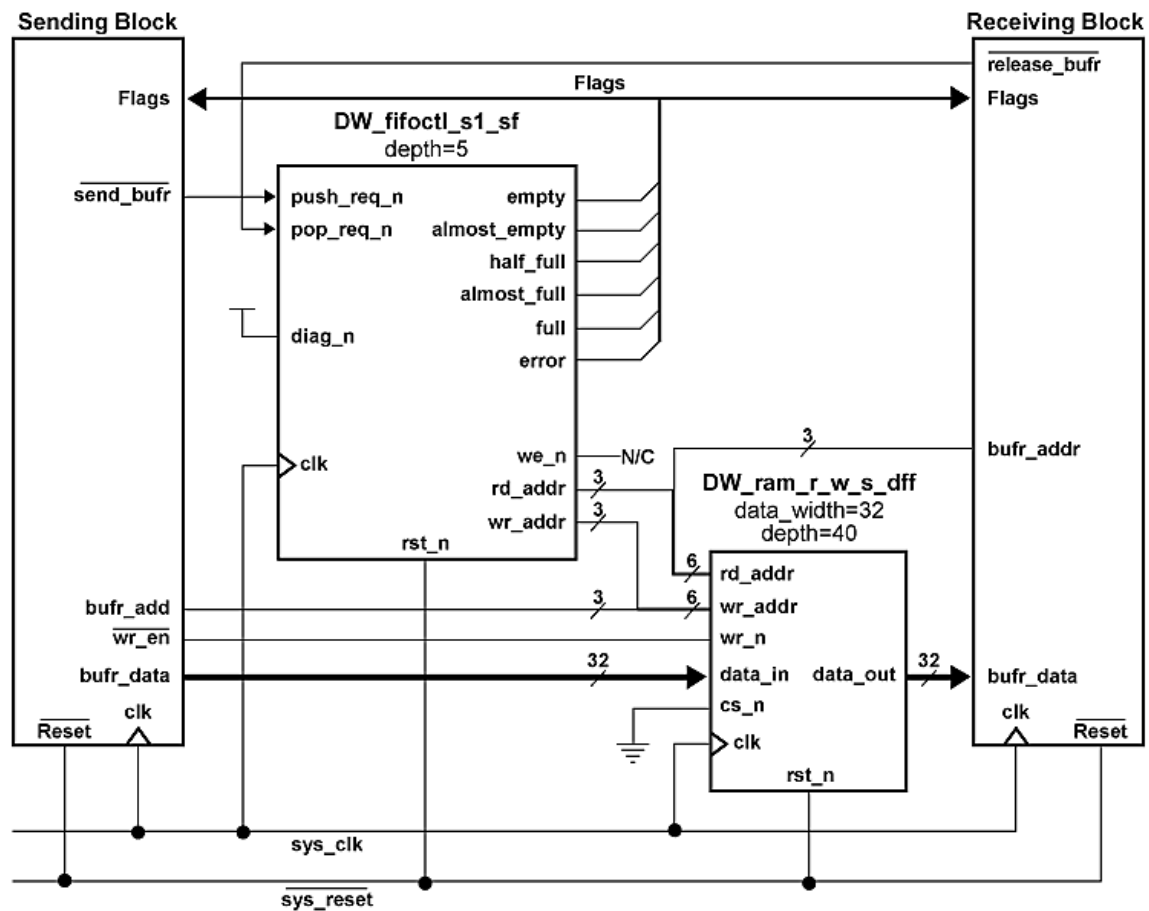 Sending Block
Receiving Block
release_bufr
Flags
Flags
Flags
DW_fifoctl_s1_sf
depth=5
send_bufr
push_req_n
empty
pop_req_n
almost_empty
half_full
almost_full
diag_n
full
error
clk
we_n
N/C
3
bufr_addr
rd_addr
3
DW_ram_r_w_s_dff
data_width=32
depth=40
wr_addr
3
rst_n
6
rd_addr
bufr_add
3
6
wr_addr
wr_en
wr_n
bufr_data
32
data_in
data_out
32
bufr_data
cs_n
clk
clk
Reset
clk
Reset
rst_n
sys_clk
sys_reset